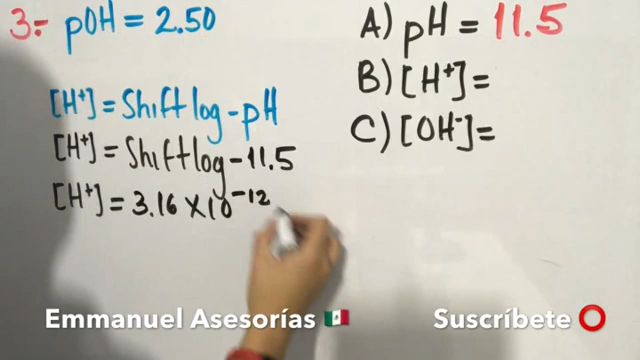 3.- pOH = 2.50
[H⁺] = Shift log - pH
[H⁺] = Shift log - 11.5
[H⁺] = 3.16 × 10⁻¹²
A) pH = 11.5
B) [H⁺] =
C) [OH⁻] =
Emmanuel Asesorías 🇲🇽
Suscríbete ⭕